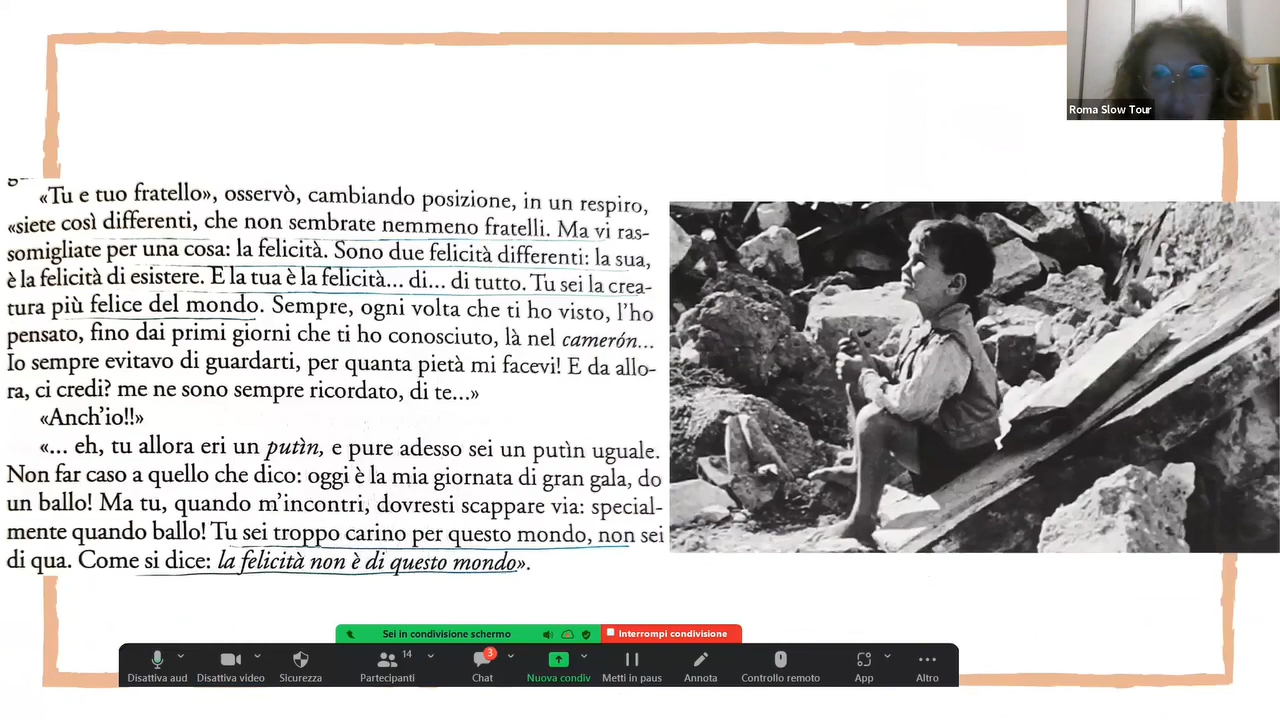 Roma Slow Tour
«Tu e tuo fratello», osservò, cambiando posizione, in un respiro,
«siete così differenti, che non sembrate nemmeno fratelli. Ma vi ras-
somigliate per una cosa: la felicità. Sono due felicità differenti: la sua,
è la felicità di esistere. E la tua è la felicità... di... di tutto. Tu sei la crea-
tura più felice del mondo. Sempre, ogni volta che ti ho visto, l'ho
pensato, fino dai primi giorni che ti ho conosciuto, là nel camerón...
Io sempre evitavo di guardarti, per quanta pietà mi facevi! E da allo-
ra, ci credi? me ne sono sempre ricordato, di te...»
«Anch'io!!»
«... eh, tu allora eri un putìn, e pure adesso sei un putìn uguale.
Non far caso a quello che dico: oggi è la mia giornata di gran gala, do
un ballo! Ma tu, quando m'incontri, dovresti scappare via: special-
mente quando ballo! Tu sei troppo carino per questo mondo, non sei
di qua. Come si dice: la felicità non è di questo mondo».
Sei in condivisione schermo
Interrompi condivisione
14
3
Disattiva aud
Disattiva video
Sicurezza
Partecipanti
Chat
Nuova condiv
Metti in paus
Annota
Controllo remoto
App
Altro